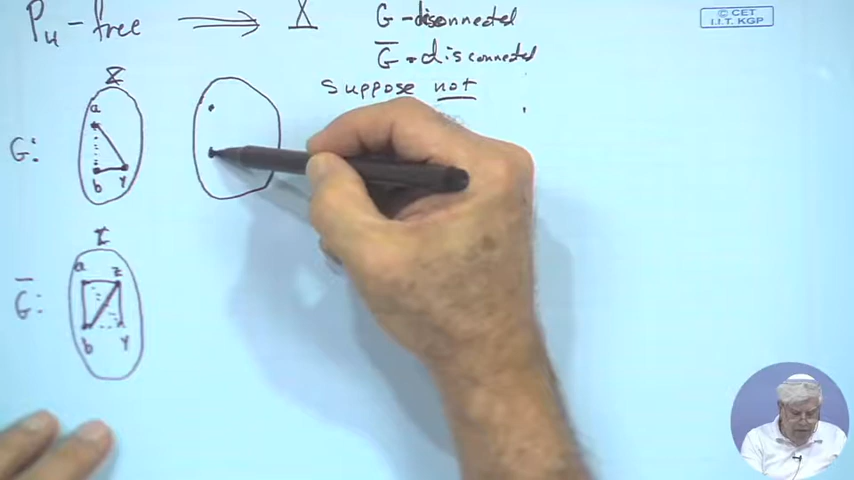 P4-free ⟹ X G-disconnected
© CET
I.I.T. KGP
G̅-disconnected
suppose not
X
a
G:
b y
X
a z
G̅:
b y